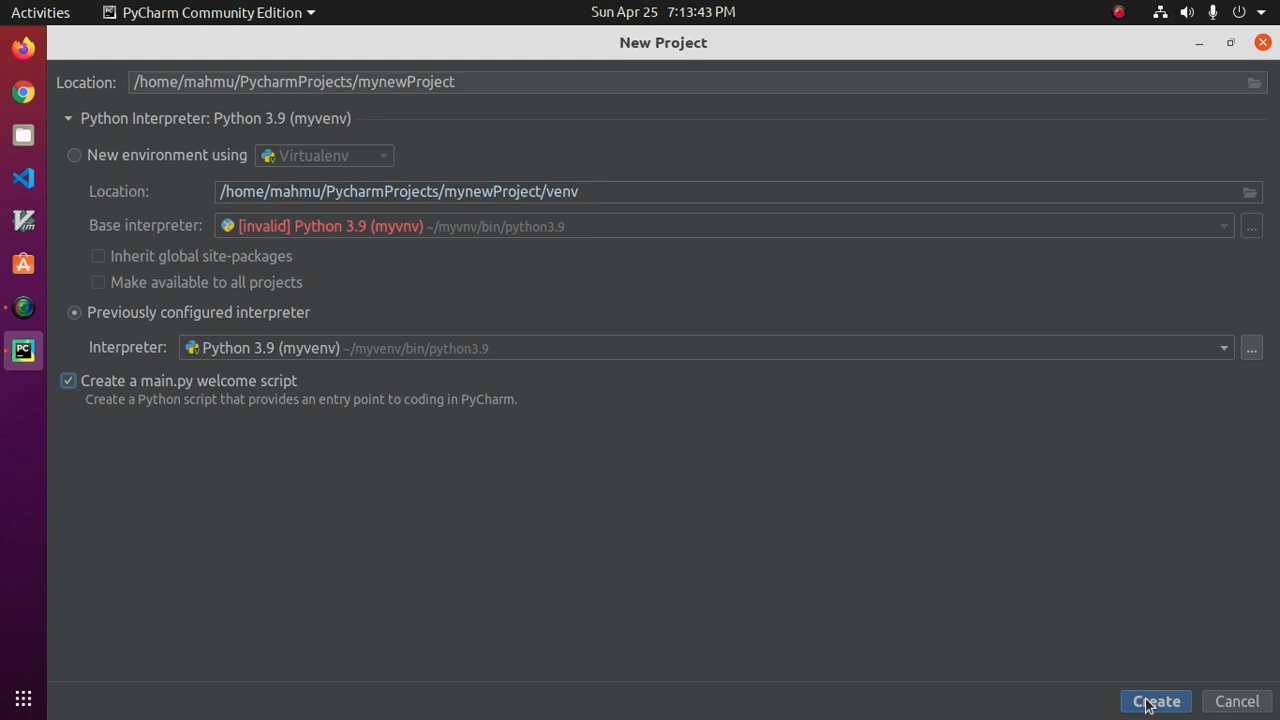 Activities PyCharm Community Edition Sun Apr 25 7:13:43 PM
New Project
Location: /home/mahmu/PycharmProjects/mynewProject
Python Interpreter: Python 3.9 (myvenv)
New environment using Virtualenv
Location: /home/mahmu/PycharmProjects/mynewProject/venv
Base interpreter: [invalid] Python 3.9 (myvnv) ~/myvnv/bin/python3.9 ...
Inherit global site-packages
Make available to all projects
Previously configured interpreter
Interpreter: Python 3.9 (myvenv) ~/myvenv/bin/python3.9 ...
Create a main.py welcome script
Create a Python script that provides an entry point to coding in PyCharm.
PC
Create Cancel